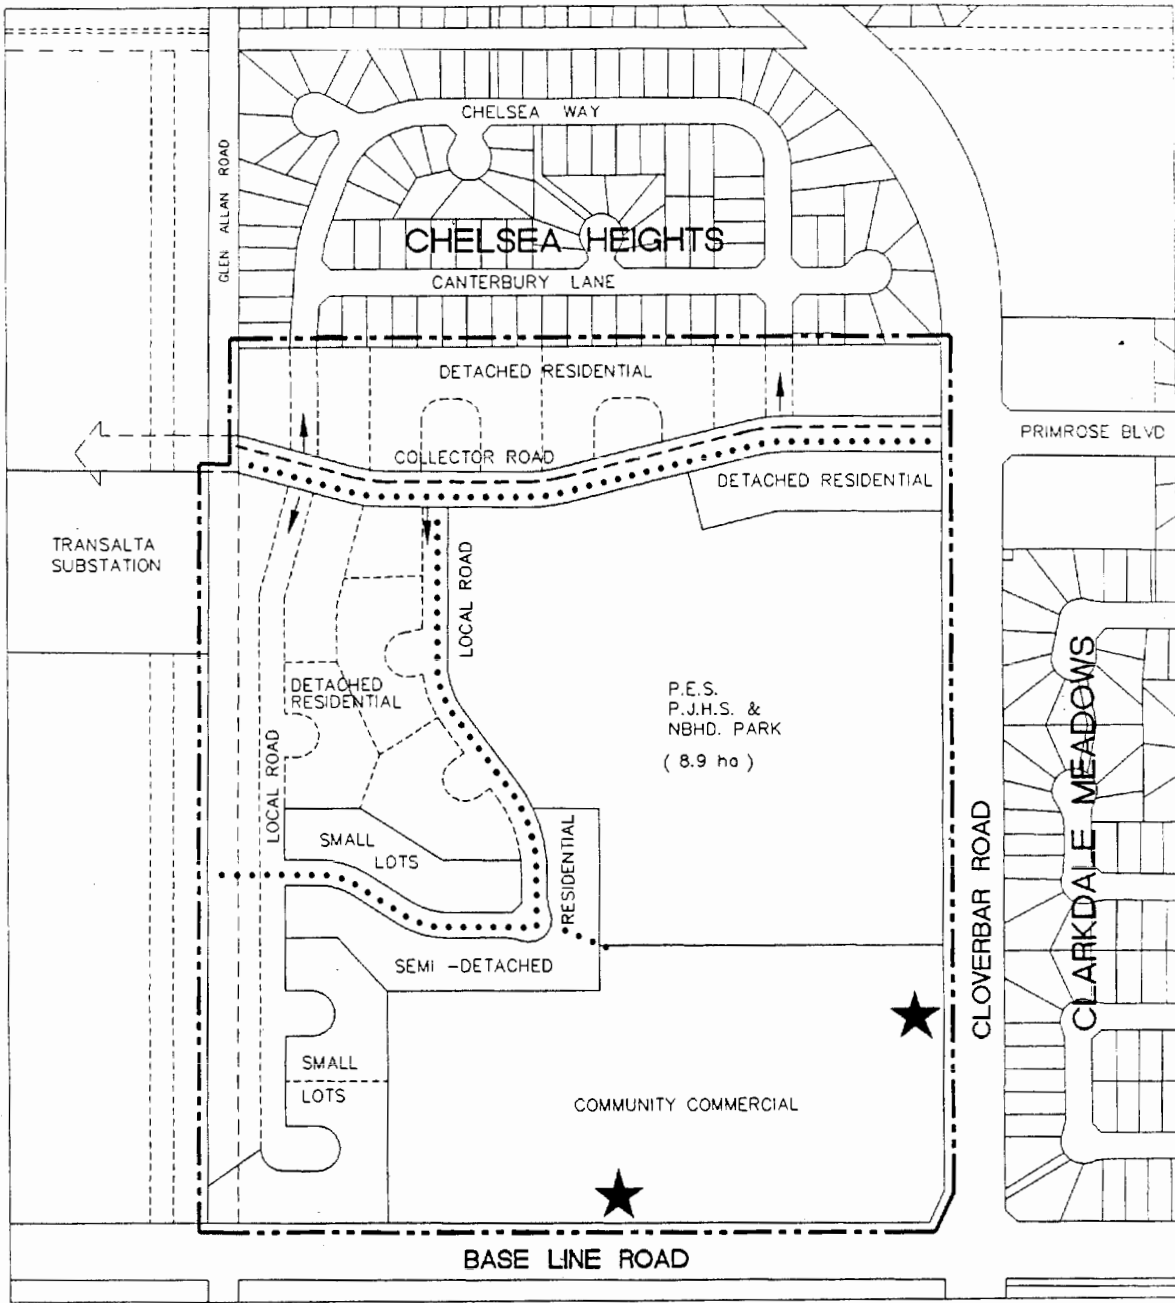 CHELSEA WAY
GLEN ALLAN ROAD
CHELSEA HEIGHTS
CANTERBURY LANE
DETACHED RESIDENTIAL
PRIMROSE BLVD
COLLECTOR ROAD
DETACHED RESIDENTIAL
TRANSALTA
SUBSTATION
LOCAL ROAD
DETACHED
RESIDENTIAL
P.E.S.
P.J.H.S. &
NBHD. PARK
( 8.9 ha )
LOCAL ROAD
CLARKDALE MEADOWS
SMALL
LOTS
RESIDENTIAL
CLOVERBAR ROAD
SEMI -DETACHED
SMALL
LOTS
COMMUNITY COMMERCIAL
BASE LINE ROAD